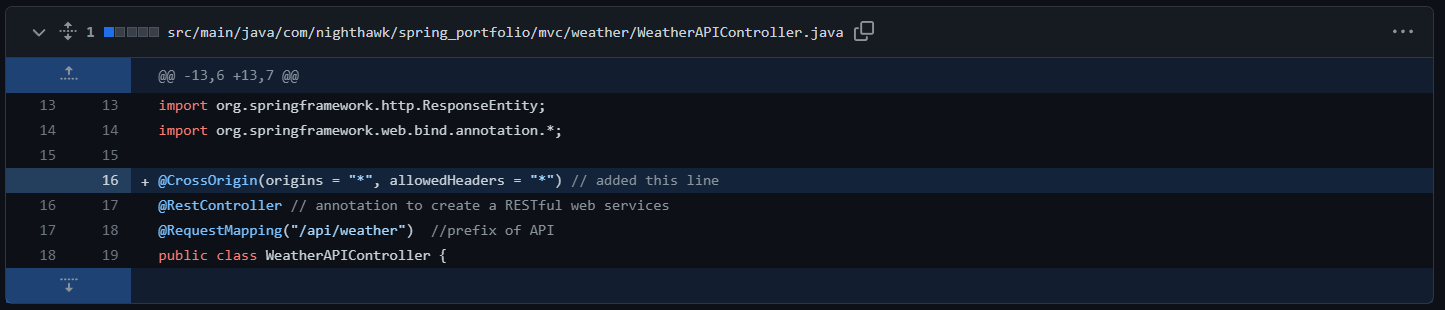 1 src/main/java/com/nighthawk/spring_portfolio/mvc/weather/WeatherAPIController.java
@@ -13,6 +13,7 @@
13 13 import org.springframework.http.ResponseEntity;
14 14 import org.springframework.web.bind.annotation.*;
15 15
16 + @CrossOrigin(origins = "*", allowedHeaders = "*") // added this line
16 17 @RestController // annotation to create a RESTful web services
17 18 @RequestMapping("/api/weather")  //prefix of API
18 19 public class WeatherAPIController {